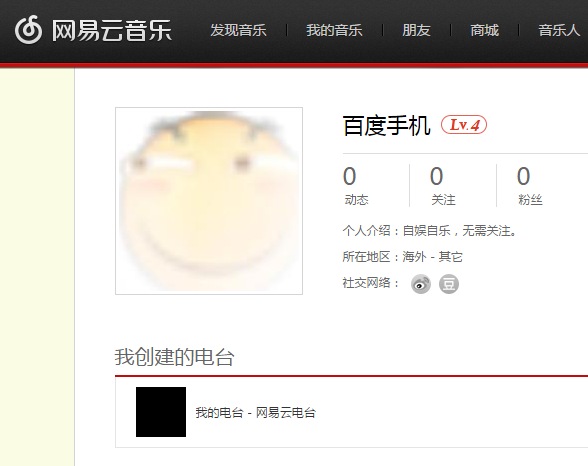 网易云音乐 发现音乐 我的音乐 朋友 商城 音乐人
百度手机 Lv.4
0 0 0
动态 关注 粉丝
个人介绍：自娱自乐，无需关注。
所在地区：海外 - 其它
社交网络： 豆
我创建的电台
我的电台 - 网易云电台